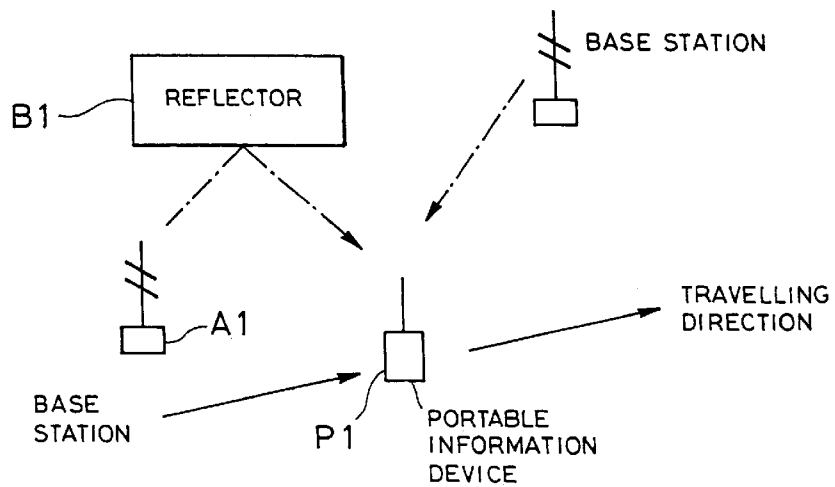 BASE STATION
REFLECTOR
B1
A1
TRAVELLING
DIRECTION
BASE
STATION
P1
PORTABLE
INFORMATION
DEVICE